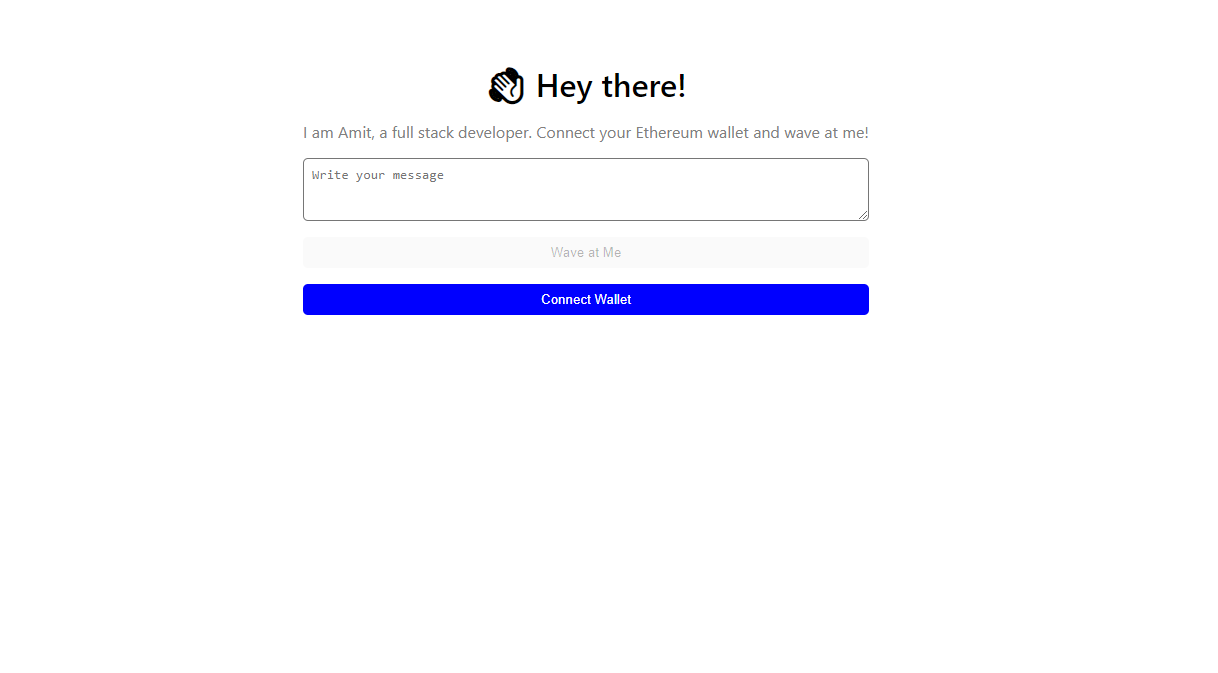 👋 Hey there!
I am Amit, a full stack developer. Connect your Ethereum wallet and wave at me!
Write your message
Wave at Me
Connect Wallet